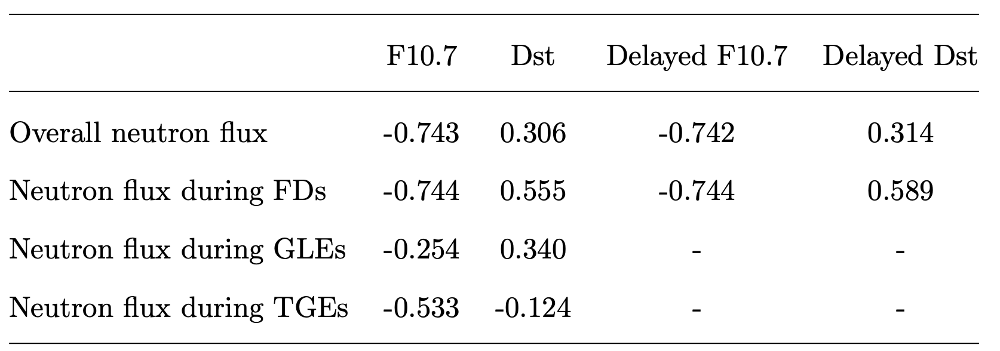 F10.7 Dst Delayed F10.7 Delayed Dst
Overall neutron flux -0.743 0.306 -0.742 0.314
Neutron flux during FDs -0.744 0.555 -0.744 0.589
Neutron flux during GLEs -0.254 0.340 - -
Neutron flux during TGEs -0.533 -0.124 - -